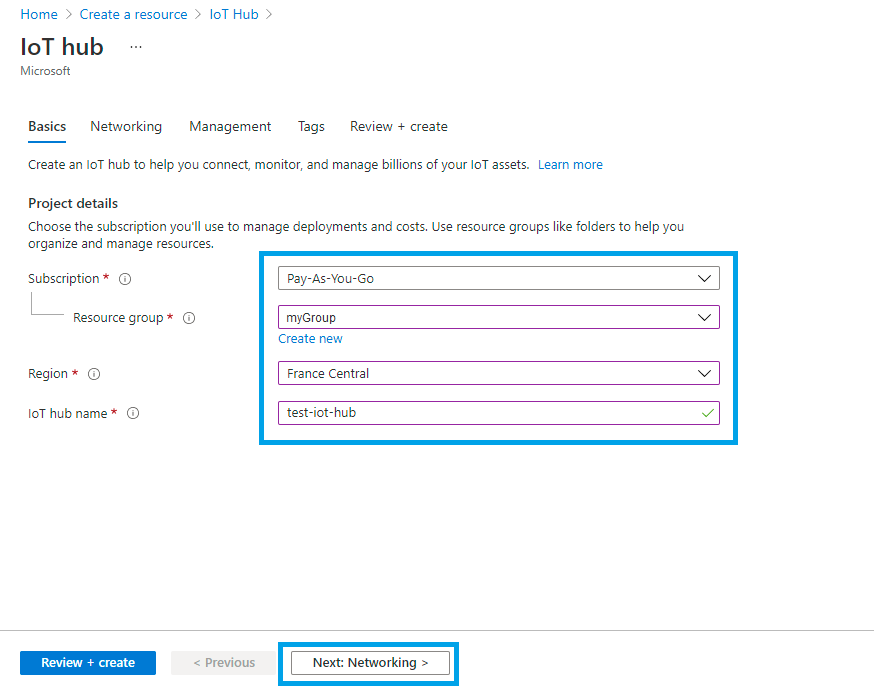 Home > Create a resource > IoT Hub >
IoT hub ...
Microsoft
Basics Networking Management Tags Review + create
Create an IoT hub to help you connect, monitor, and manage billions of your IoT assets. Learn more
Project details
Choose the subscription you'll use to manage deployments and costs. Use resource groups like folders to help you
organize and manage resources.
Subscription * Pay-As-You-Go
Resource group * myGroup
Create new
Region * France Central
IoT hub name * test-iot-hub
Review + create < Previous Next: Networking >